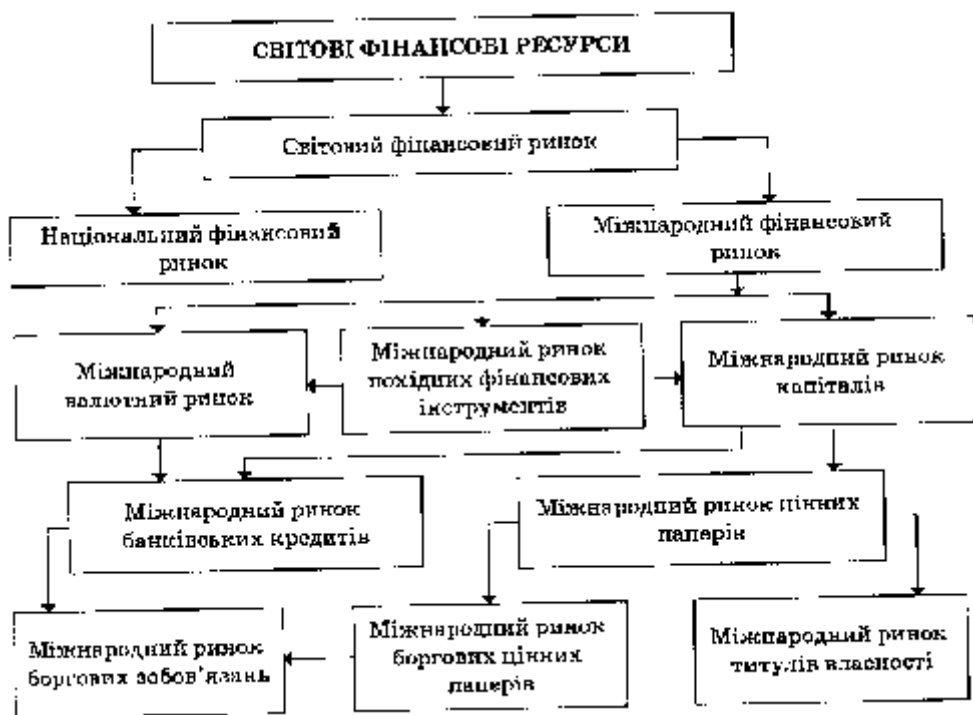 СВІТОВІ ФІНАНСОВІ РЕСУРСИ
Світовий фінансовий ринок
Національний фінансовий
ринок
Міжнародний фінансовий
ринок
Міжнародний
валютний ринок
Міжнародний ринок
похідних фінансових
інструментів
Міжнародний ринок
капіталів
Міжнародний ринок
банківських кредитів
Міжнародний ринок цінних
паперів
Міжнародний ринок
боргових зобов'язань
Міжнародний ринок
боргових цінних
паперів
Міжнародний ринок
титулів власності